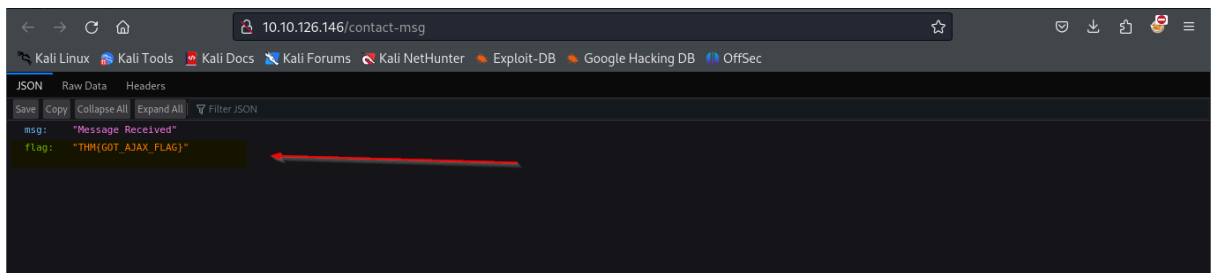 10.10.126.146/contact-msg
Kali Linux Kali Tools Kali Docs Kali Forums Kali NetHunter Exploit-DB Google Hacking DB OffSec
JSON Raw Data Headers
Save Copy Collapse All Expand All Filter JSON
msg: "Message Received"
flag: "THM{GOT_AJAX_FLAG}"